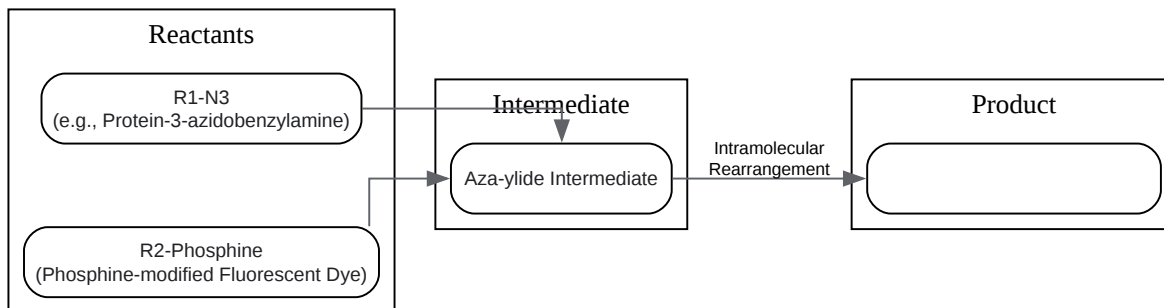 Reactants
R1-N3
(e.g., Protein-3-azidobenzylamine)
R2-Phosphine
(Phosphine-modified Fluorescent Dye)
Intermediate
Aza-ylide Intermediate
Intramolecular
Rearrangement
Product